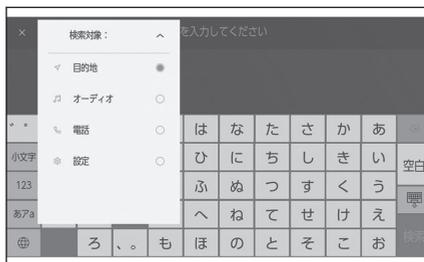 検索対象：
を入力してください
目的地
オーディオ
電話
設定
は な た さ か あ
小文字 ひ に ち し き い 空白
123 ふ ぬ つ す く う
あアa へ ね て せ け え
ろ 、。 も ほ の と そ こ お 検索